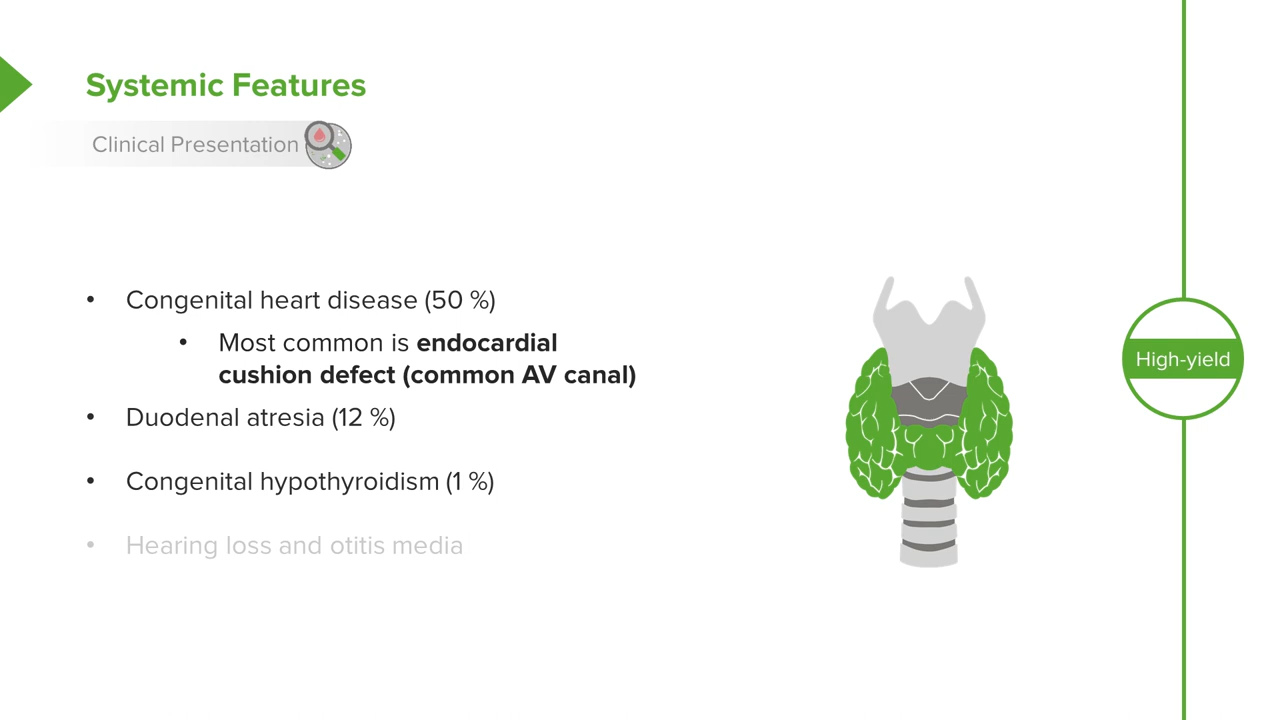 Systemic Features
Clinical Presentation
• Congenital heart disease (50 %)
• Most common is endocardial
cushion defect (common AV canal)
• Duodenal atresia (12 %)
• Congenital hypothyroidism (1 %)
• Hearing loss and otitis media
High-yield